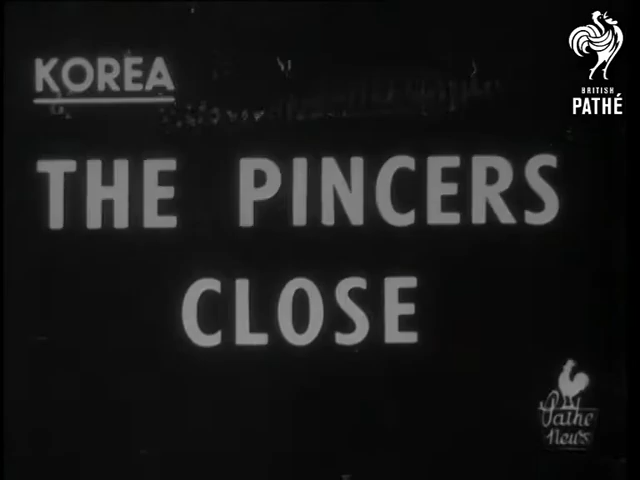 KOREA
BRITISH
PATHÉ
THE PINCERS
CLOSE
Pathe
News